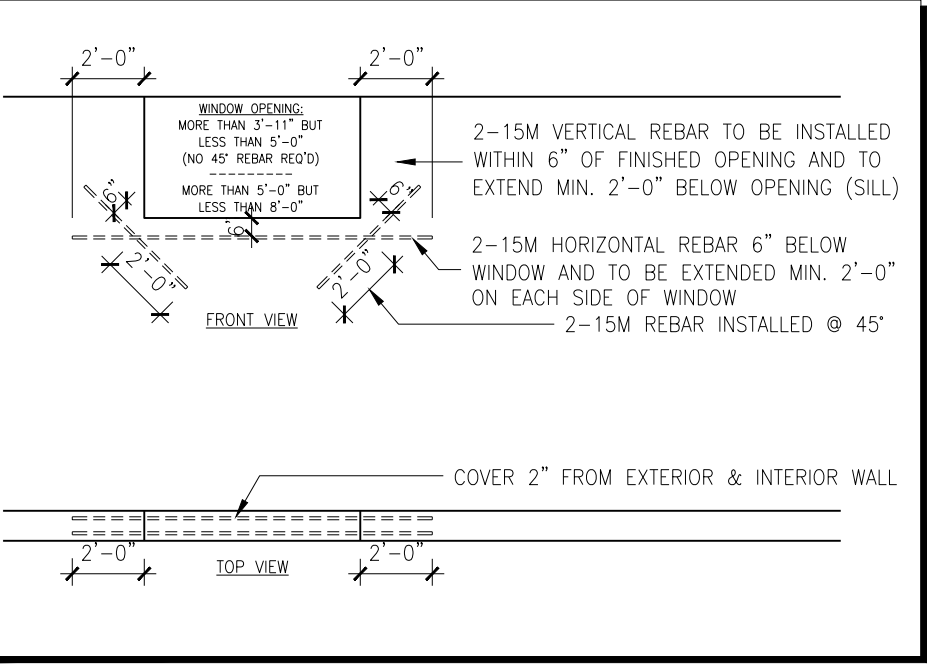 2'-0"
2'-0"
WINDOW OPENING:
MORE THAN 3'-11" BUT
LESS THAN 5'-0"
(NO 45° REBAR REQ'D)
----------
MORE THAN 5'-0" BUT
LESS THAN 8'-0"
2-15M VERTICAL REBAR TO BE INSTALLED
WITHIN 6" OF FINISHED OPENING AND TO
EXTEND MIN. 2'-0" BELOW OPENING (SILL)
6"
6"
6"
2'-0"
2'-0"
2-15M HORIZONTAL REBAR 6" BELOW
WINDOW AND TO BE EXTENDED MIN. 2'-0"
ON EACH SIDE OF WINDOW
2-15M REBAR INSTALLED @ 45°
FRONT VIEW
COVER 2" FROM EXTERIOR & INTERIOR WALL
2'-0"
2'-0"
TOP VIEW